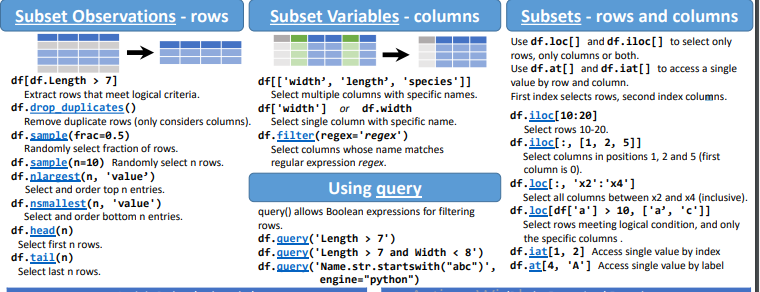 Subset Observations - rows
df[df.Length > 7]
Extract rows that meet logical criteria.
df.drop_duplicates()
Remove duplicate rows (only considers columns).
df.sample(frac=0.5)
Randomly select fraction of rows.
df.sample(n=10) Randomly select n rows.
df.nlargest(n, 'value’)
Select and order top n entries.
df.nsmallest(n, 'value')
Select and order bottom n entries.
df.head(n)
Select first n rows.
df.tail(n)
Select last n rows.
Subset Variables - columns
df[['width’, 'length’, 'species']]
Select multiple columns with specific names.
df['width'] or df.width
Select single column with specific name.
df.filter(regex='regex')
Select columns whose name matches
regular expression regex.
Using query
query() allows Boolean expressions for filtering
rows.
df.query('Length > 7')
df.query('Length > 7 and Width < 8')
df.query('Name.str.startswith("abc")',
engine="python")
Subsets - rows and columns
Use df.loc[] and df.iloc[] to select only
rows, only columns or both.
Use df.at[] and df.iat[] to access a single
value by row and column.
First index selects rows, second index columns.
df.iloc[10:20]
Select rows 10-20.
df.iloc[:, [1, 2, 5]]
Select columns in positions 1, 2 and 5 (first
column is 0).
df.loc[:, 'x2':'x4']
Select all columns between x2 and x4 (inclusive).
df.loc[df['a'] > 10, ['a’, 'c']]
Select rows meeting logical condition, and only
the specific columns .
df.iat[1, 2] Access single value by index
df.at[4, 'A'] Access single value by label